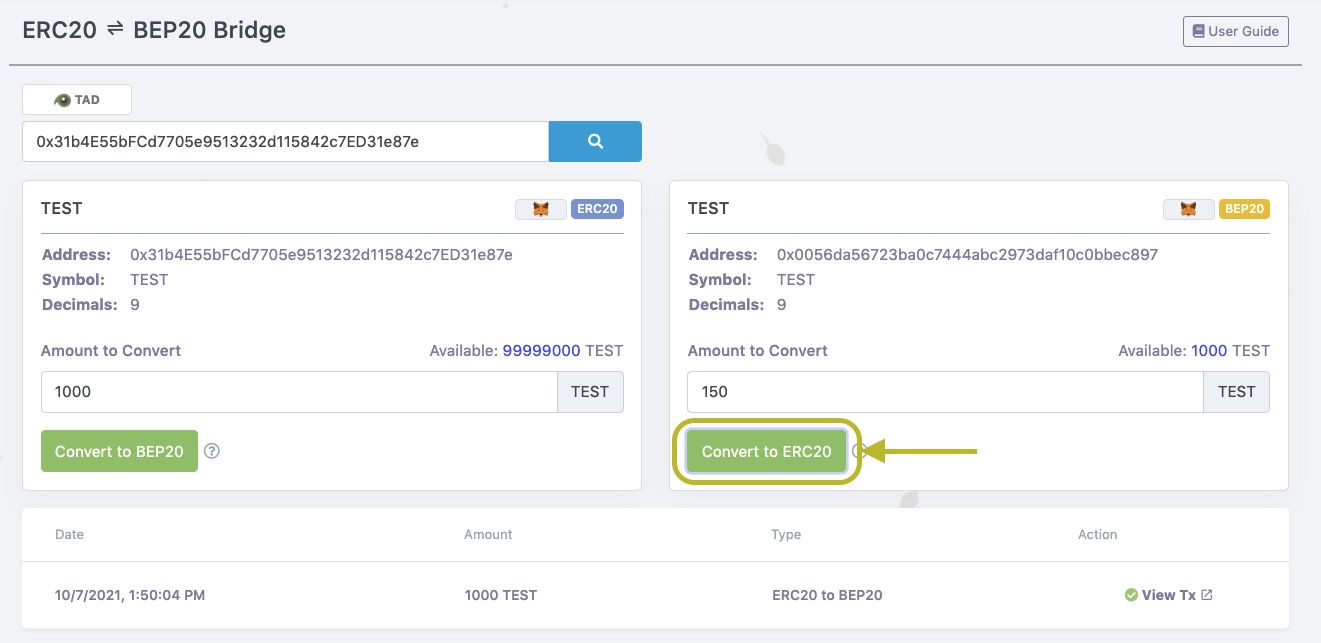 ERC20 ⇌ BEP20 Bridge
User Guide
TAD
0x31b4E55bFCd7705e9513232d115842c7ED31e87e
TEST
ERC20
Address: 0x31b4E55bFCd7705e9513232d115842c7ED31e87e
Symbol: TEST
Decimals: 9
Amount to Convert Available: 99999000 TEST
1000 TEST
Convert to BEP20 ?
TEST
BEP20
Address: 0x0056da56723ba0c7444abc2973daf10c0bbec897
Symbol: TEST
Decimals: 9
Amount to Convert Available: 1000 TEST
150 TEST
Convert to ERC20
Date Amount Type Action
10/7/2021, 1:50:04 PM 1000 TEST ERC20 to BEP20 View Tx